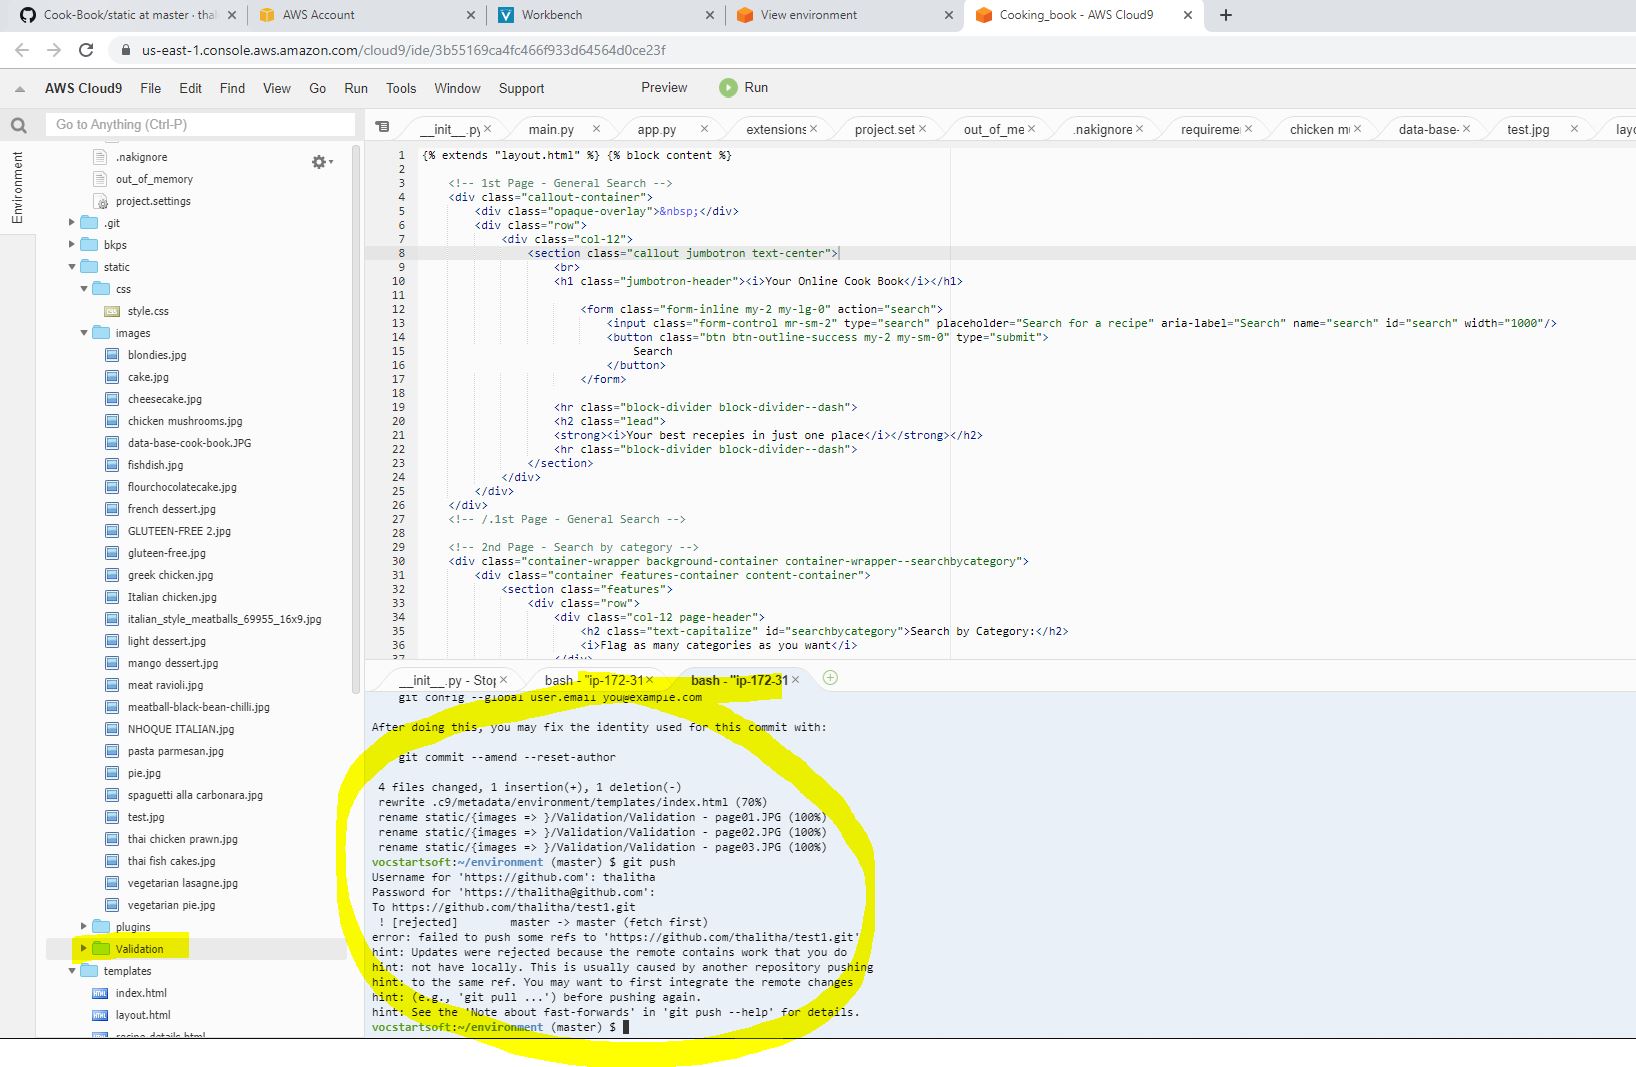 Cook-Book/static at master · thal
AWS Account
Workbench
View environment
Cooking_book - AWS Cloud9
us-east-1.console.aws.amazon.com/cloud9/ide/3b55169ca4fc466f933d64564d0ce23f
AWS Cloud9 File Edit Find View Go Run Tools Window Support Preview Run
Go to Anything (Ctrl-P)
Environment
.nakignore
out_of_memory
project.settings
.git
bkps
static
css
style.css
images
blondies.jpg
cake.jpg
cheesecake.jpg
chicken mushrooms.jpg
data-base-cook-book.JPG
fishdish.jpg
flourchocolatecake.jpg
french dessert.jpg
GLUTEEN-FREE 2.jpg
gluteen-free.jpg
greek chicken.jpg
Italian chicken.jpg
italian_style_meatballs_69955_16x9.jpg
light dessert.jpg
mango dessert.jpg
meat ravioli.jpg
meatball-black-bean-chilli.jpg
NHOQUE ITALIAN.jpg
pasta parmesan.jpg
pie.jpg
spaguetti alla carbonara.jpg
test.jpg
thai chicken prawn.jpg
thai fish cakes.jpg
vegetarian lasagne.jpg
vegetarian pie.jpg
plugins
Validation
templates
index.html
layout.html
recipe-details.html
__init__.py main.py app.py extensions project.set out_of_me .nakignore requireme chicken m data-base- test.jpg layo
1 {% extends "layout.html" %} {% block content %}
2
3 <!-- 1st Page - General Search -->
4 <div class="callout-container">
5 <div class="opaque-overlay">&nbsp;</div>
6 <div class="row">
7 <div class="col-12">
8 <section class="callout jumbotron text-center">
9 <br>
10 <h1 class="jumbotron-header"><i>Your Online Cook Book</i></h1>
11
12 <form class="form-inline my-2 my-lg-0" action="search">
13 <input class="form-control mr-sm-2" type="search" placeholder="Search for a recipe" aria-label="Search" name="search" id="search" width="1000"/>
14 <button class="btn btn-outline-success my-2 my-sm-0" type="submit">
15 Search
16 </button>
17 </form>
18
19 <hr class="block-divider block-divider--dash">
20 <h2 class="lead">
21 <strong><i>Your best recepies in just one place</i></strong></h2>
22 <hr class="block-divider block-divider--dash">
23 </section>
24 </div>
25 </div>
26 </div>
27 <!-- /.1st Page - General Search -->
28
29 <!-- 2nd Page - Search by category -->
30 <div class="container-wrapper background-container container-wrapper--searchbycategory">
31 <div class="container features-container content-container">
32 <section class="features">
33 <div class="row">
34 <div class="col-12 page-header">
35 <h2 class="text-capitalize" id="searchbycategory">Search by Category:</h2>
36 <i>Flag as many categories as you want</i>
37 </div>
__init__.py - Stop bash - "ip-172-31 bash - "ip-172-31
git config --global user.email you@example.com
After doing this, you may fix the identity used for this commit with:
git commit --amend --reset-author
4 files changed, 1 insertion(+), 1 deletion(-)
rewrite .c9/metadata/environment/templates/index.html (70%)
rename static/{images => }/Validation/Validation - page01.JPG (100%)
rename static/{images => }/Validation/Validation - page02.JPG (100%)
rename static/{images => }/Validation/Validation - page03.JPG (100%)
vocstartsoft:~/environment (master) $ git push
Username for 'https://github.com': thalitha
Password for 'https://thalitha@github.com':
To https://github.com/thalitha/test1.git
! [rejected] master -> master (fetch first)
error: failed to push some refs to 'https://github.com/thalitha/test1.git'
hint: Updates were rejected because the remote contains work that you do
hint: not have locally. This is usually caused by another repository pushing
hint: to the same ref. You may want to first integrate the remote changes
hint: (e.g., 'git pull ...') before pushing again.
hint: See the 'Note about fast-forwards' in 'git push --help' for details.
vocstartsoft:~/environment (master) $